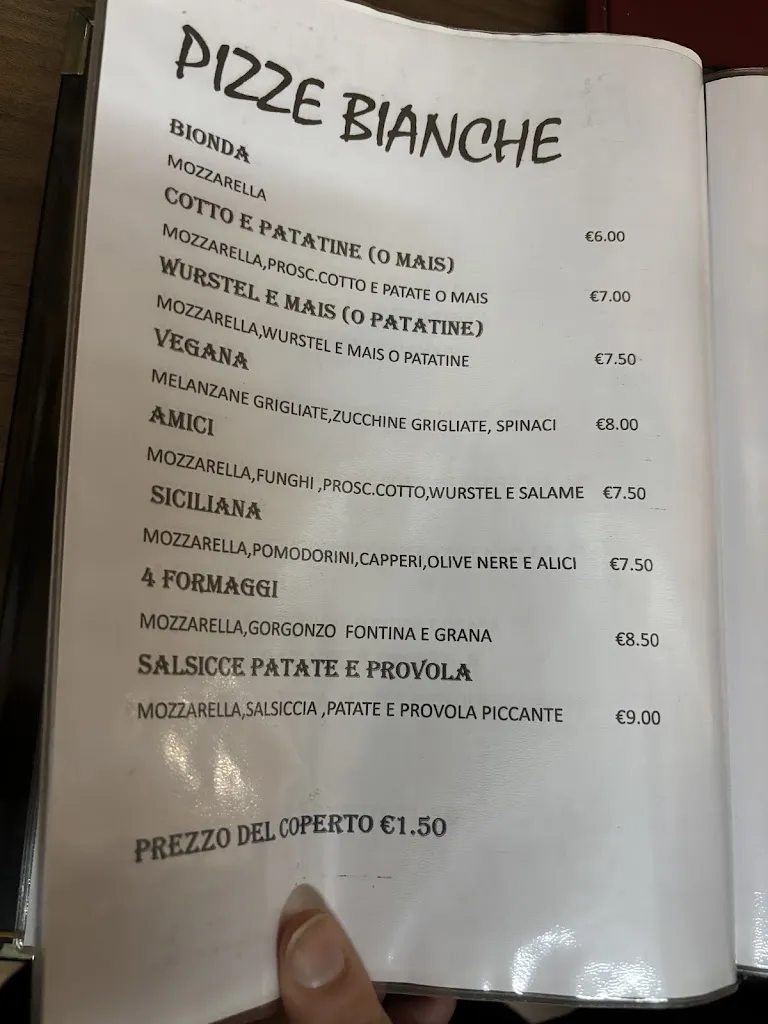 PIZZE BIANCHE
BIONDA
MOZZARELLA €6.00
COTTO E PATATINE (O MAIS)
MOZZARELLA,PROSC.COTTO E PATATE O MAIS €7.00
WURSTEL E MAIS (O PATATINE)
MOZZARELLA,WURSTEL E MAIS O PATATINE €7.50
VEGANA
MELANZANE GRIGLIATE,ZUCCHINE GRIGLIATE, SPINACI €8.00
AMICI
MOZZARELLA,FUNGHI ,PROSC.COTTO,WURSTEL E SALAME €7.50
SICILIANA
MOZZARELLA,POMODORINI,CAPPERI,OLIVE NERE E ALICI €7.50
4 FORMAGGI
MOZZARELLA,GORGONZO FONTINA E GRANA €8.50
SALSICCE PATATE E PROVOLA
MOZZARELLA,SALSICCIA ,PATATE E PROVOLA PICCANTE €9.00
PREZZO DEL COPERTO €1.50